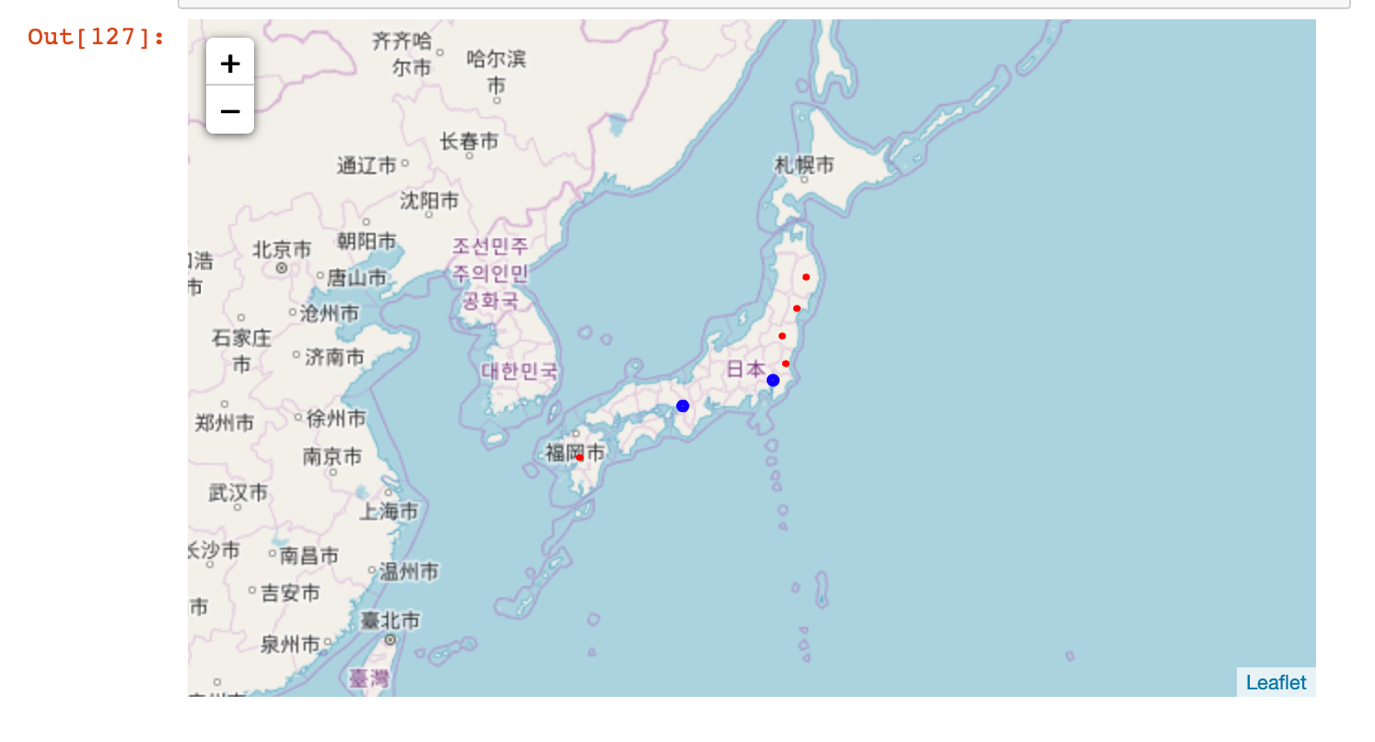 Out[127]:
+
−
齐齐哈
尔市
哈尔滨
市
长春市
通辽市
札幌市
沈阳市
朝阳市
北京市
조선민주
주의인민
공화국
浩
市
唐山市
沧州市
石家庄
市
济南市
대한민국
日本
郑州市
徐州市
福岡市
南京市
武汉市
上海市
长沙市
南昌市
温州市
吉安市
市
臺北市
泉州市
臺灣
Leaflet